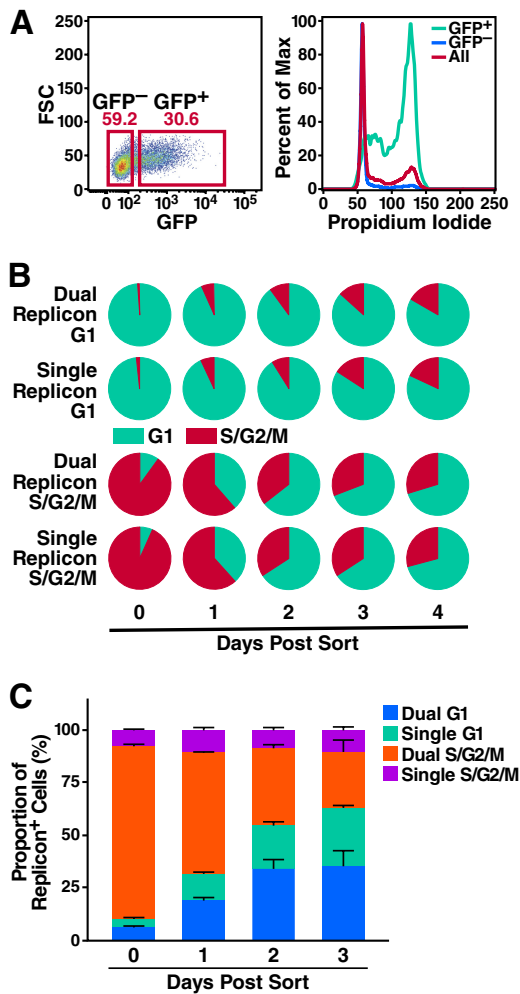 A
FSC
250
200
150
100
50
0
GFP– GFP+
59.2 30.6
0 10² 10³ 10⁴ 10⁵
GFP
Percent of Max
100
80
60
40
20
0
GFP+
GFP–
All
0 50 100 150 200 250
Propidium Iodide
B
Dual
Replicon
G1
Single
Replicon
G1
G1 S/G2/M
Dual
Replicon
S/G2/M
Single
Replicon
S/G2/M
0 1 2 3 4
Days Post Sort
C
Proportion of
Replicon+ Cells (%)
100
75
50
25
0
Dual G1
Single G1
Dual S/G2/M
Single S/G2/M
0 1 2 3
Days Post Sort